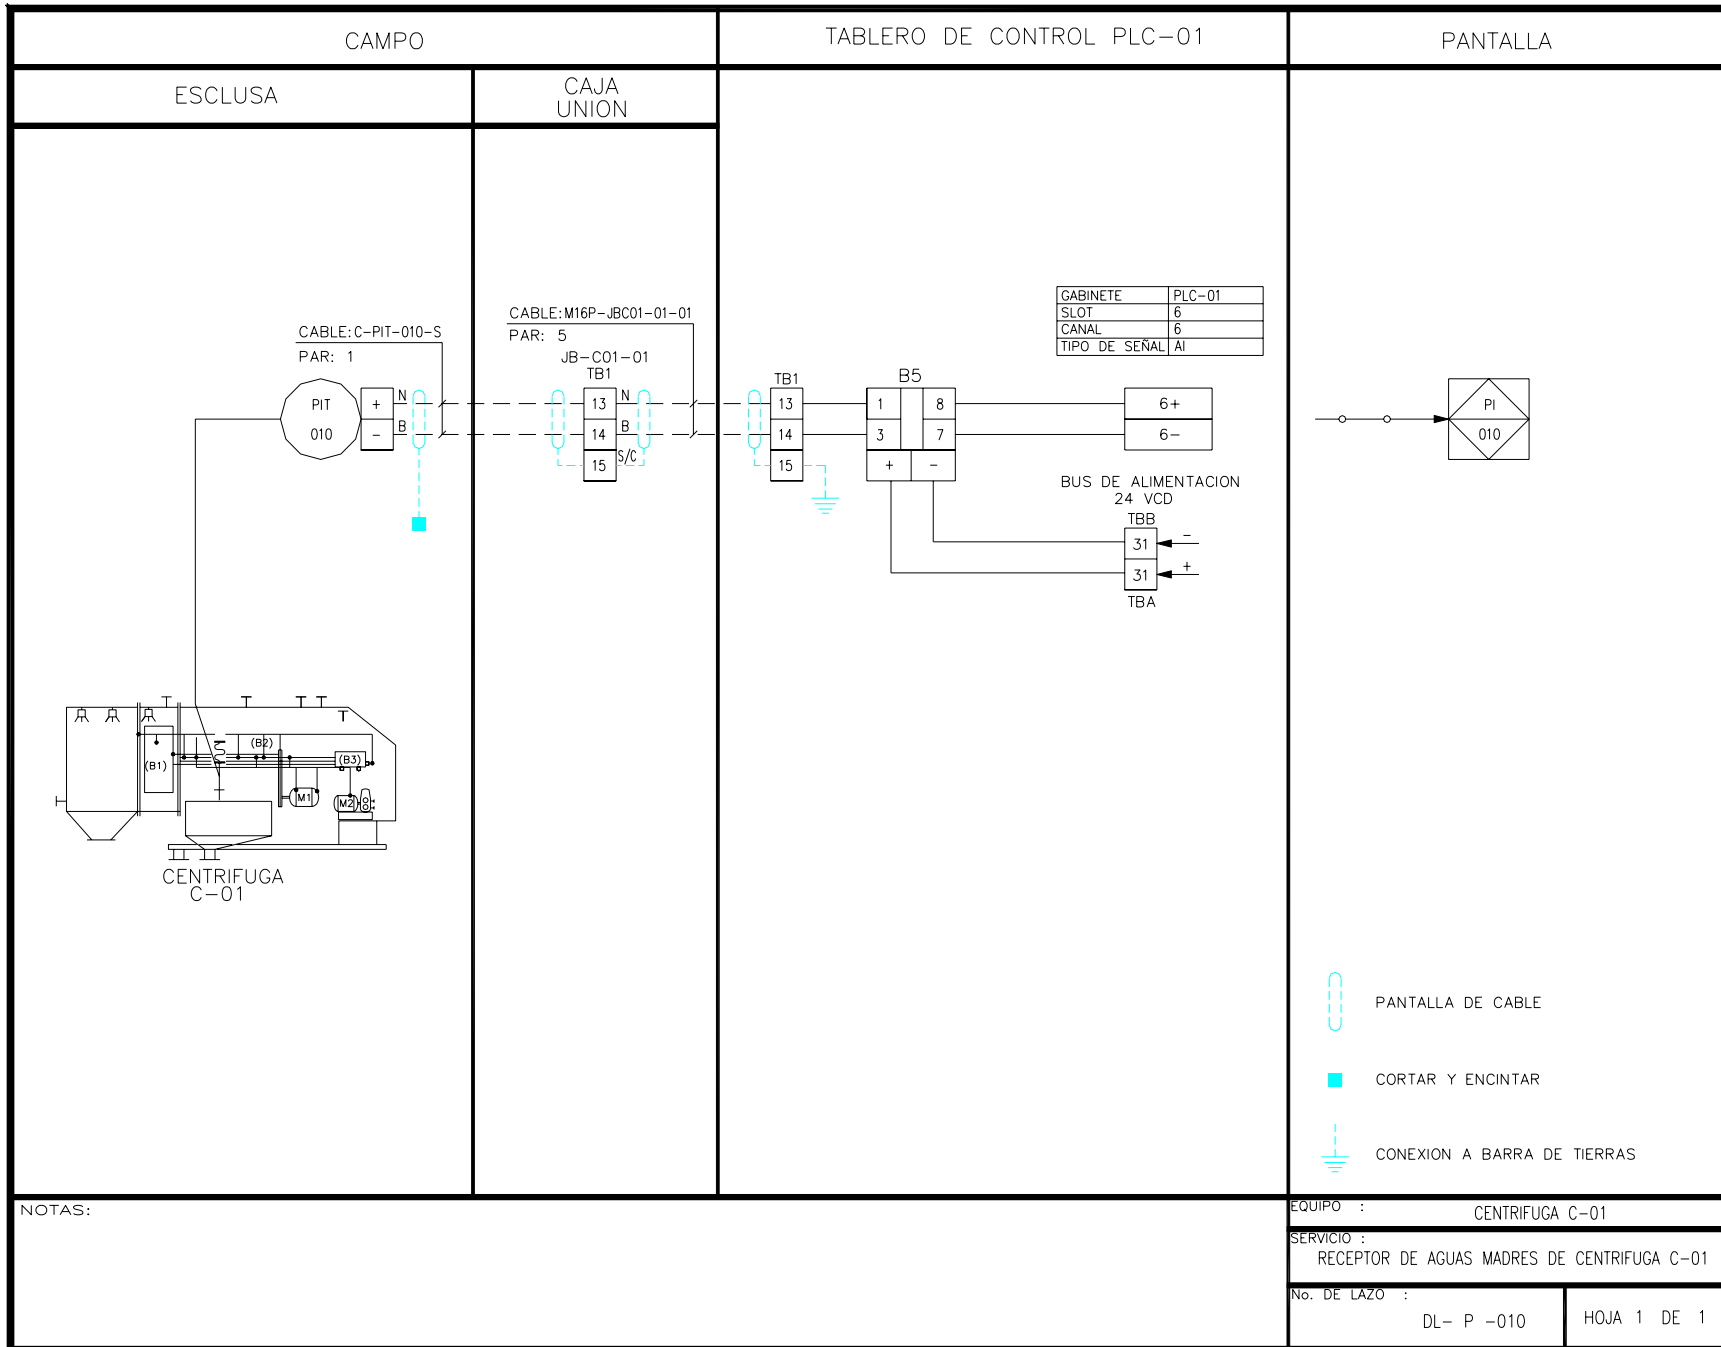 CAMPO
TABLERO DE CONTROL PLC-01
PANTALLA
ESCLUSA
CAJA
UNION
CABLE:C-PIT-010-S
PAR: 1
PIT
010
+
-
N
B
CABLE:M16P-JBC01-01-01
PAR: 5
JB-C01-01
TB1
13
14
15
N
B
S/C
TB1
13
14
15
B5
1
8
3
7
+
-
GABINETE PLC-01
SLOT 6
CANAL 6
TIPO DE SEÑAL AI
6+
6-
BUS DE ALIMENTACION
24 VCD
TBB
31
-
31
+
TBA
PI
010
(B1)
(B2)
(B3)
M1
M2
CENTRIFUGA
C-01
PANTALLA DE CABLE
CORTAR Y ENCINTAR
CONEXION A BARRA DE TIERRAS
NOTAS:
EQUIPO :
CENTRIFUGA C-01
SERVICIO :
RECEPTOR DE AGUAS MADRES DE CENTRIFUGA C-01
No. DE LAZO :
DL- P -010
HOJA 1 DE 1